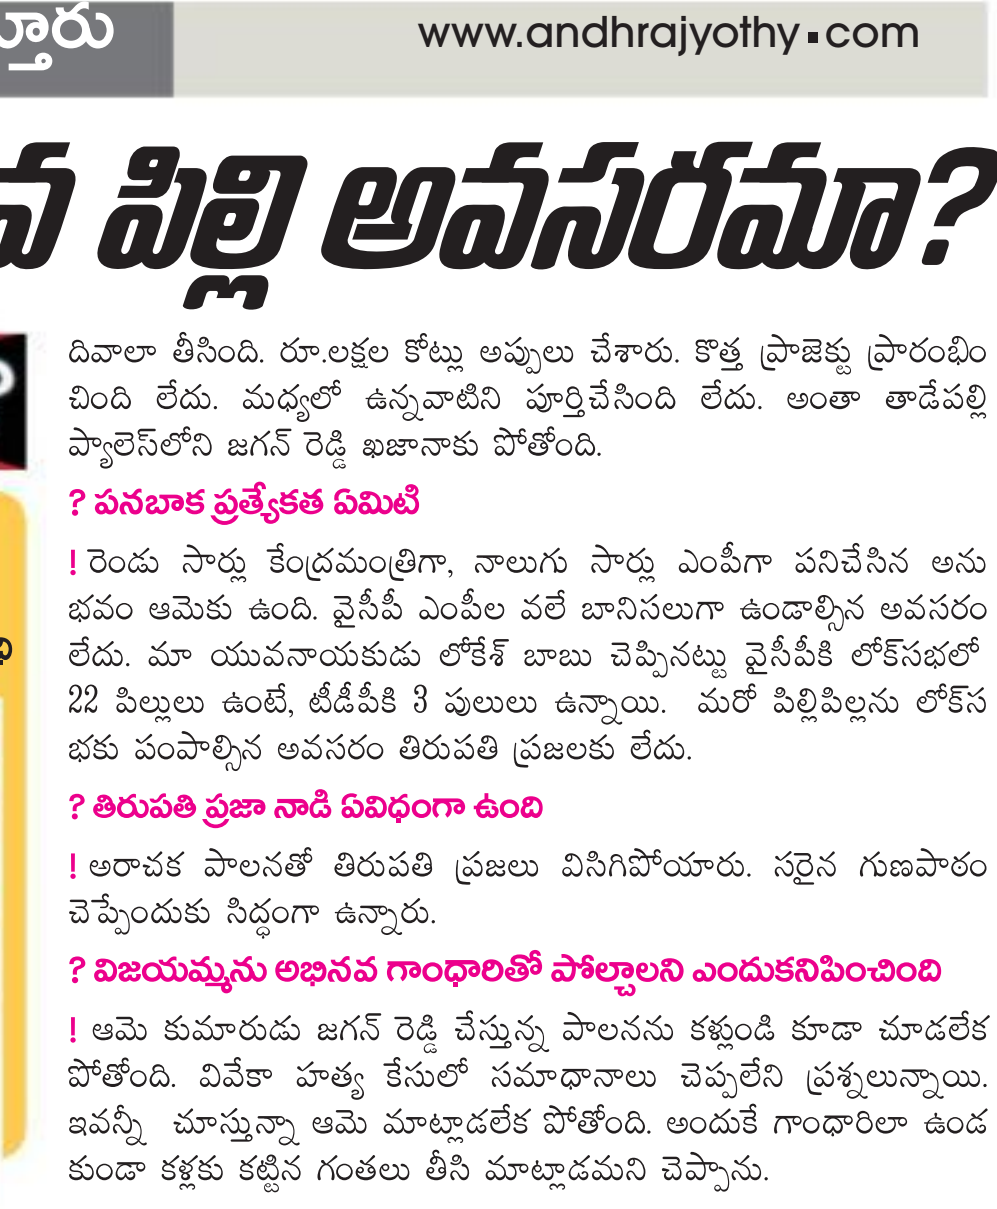 www.andhrajyothy.com
పిల్లి అవసరమా?
దివాలా తీసింది. రూ.లక్షల కోట్లు అప్పులు చేశారు. కొత్త ప్రాజెక్టు ప్రారంభిం
చింది లేదు. మధ్యలో ఉన్నవాటిని పూర్తిచేసింది లేదు. అంతా తాడేపల్లి
ప్యాలెస్‌లోని జగన్ రెడ్డి ఖజానాకు పోతోంది.
? పనబాక ప్రత్యేకత ఏమిటి
! రెండు సార్లు కేంద్రమంత్రిగా, నాలుగు సార్లు ఎంపీగా పనిచేసిన అను
భవం ఆమెకు ఉంది. వైసీపీ ఎంపీల వలే బానిసలుగా ఉండాల్సిన అవసరం
లేదు. మా యువనాయకుడు లోకేశ్ బాబు చెప్పినట్టు వైసీపీకి లోక్‌సభలో
22 పిల్లులు ఉంటే, టీడీపీకి 3 పులులు ఉన్నాయి. మరో పిల్లిపిల్లను లోక్‌స
భకు పంపాల్సిన అవసరం తిరుపతి ప్రజలకు లేదు.
? తిరుపతి ప్రజా నాడి ఏవిధంగా ఉంది
! అరాచక పాలనతో తిరుపతి ప్రజలు విసిగిపోయారు. సరైన గుణపాఠం
చెప్పేందుకు సిద్ధంగా ఉన్నారు.
? విజయమ్మను అభినవ గాంధారితో పోల్చాలని ఎందుకనిపించింది
! ఆమె కుమారుడు జగన్ రెడ్డి చేస్తున్న పాలనను కళ్లుండి కూడా చూడలేక
పోతోంది. వివేకా హత్య కేసులో సమాధానాలు చెప్పలేని ప్రశ్నలున్నాయి.
ఇవన్నీ చూస్తున్నా ఆమె మాట్లాడలేక పోతోంది. అందుకే గాంధారిలా ఉండ
కుండా కళ్లకు కట్టిన గంతలు తీసి మాట్లాడమని చెప్పాను.